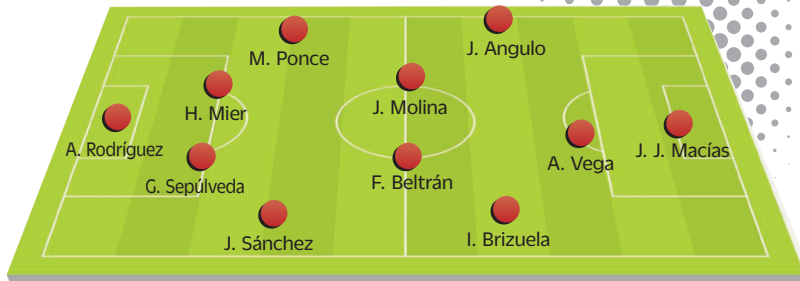 J. Angulo
M. Ponce
H. Mier
J. Molina
A. Rodríguez
J. J. Macías
A. Vega
G. Sepúlveda
F. Beltrán
J. Sánchez
I. Brizuela